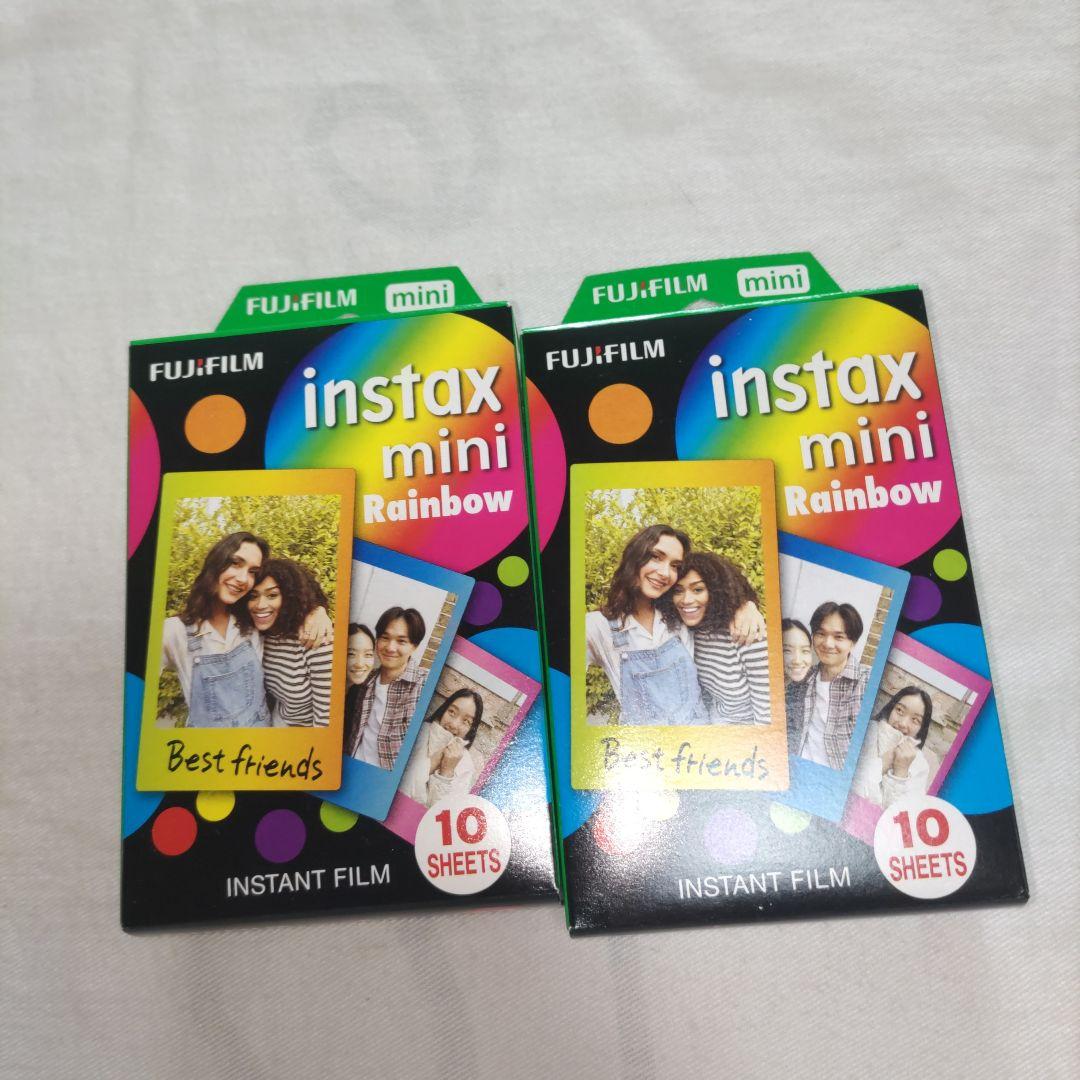 FUJIFILM mini
FUJIFILM
instax
mini
Rainbow
Best friends
10
SHEETS
INSTANT FILM
FUJIFILM mini
FUJIFILM
instax
mini
Rainbow
Best friends
10
SHEETS
INSTANT FILM